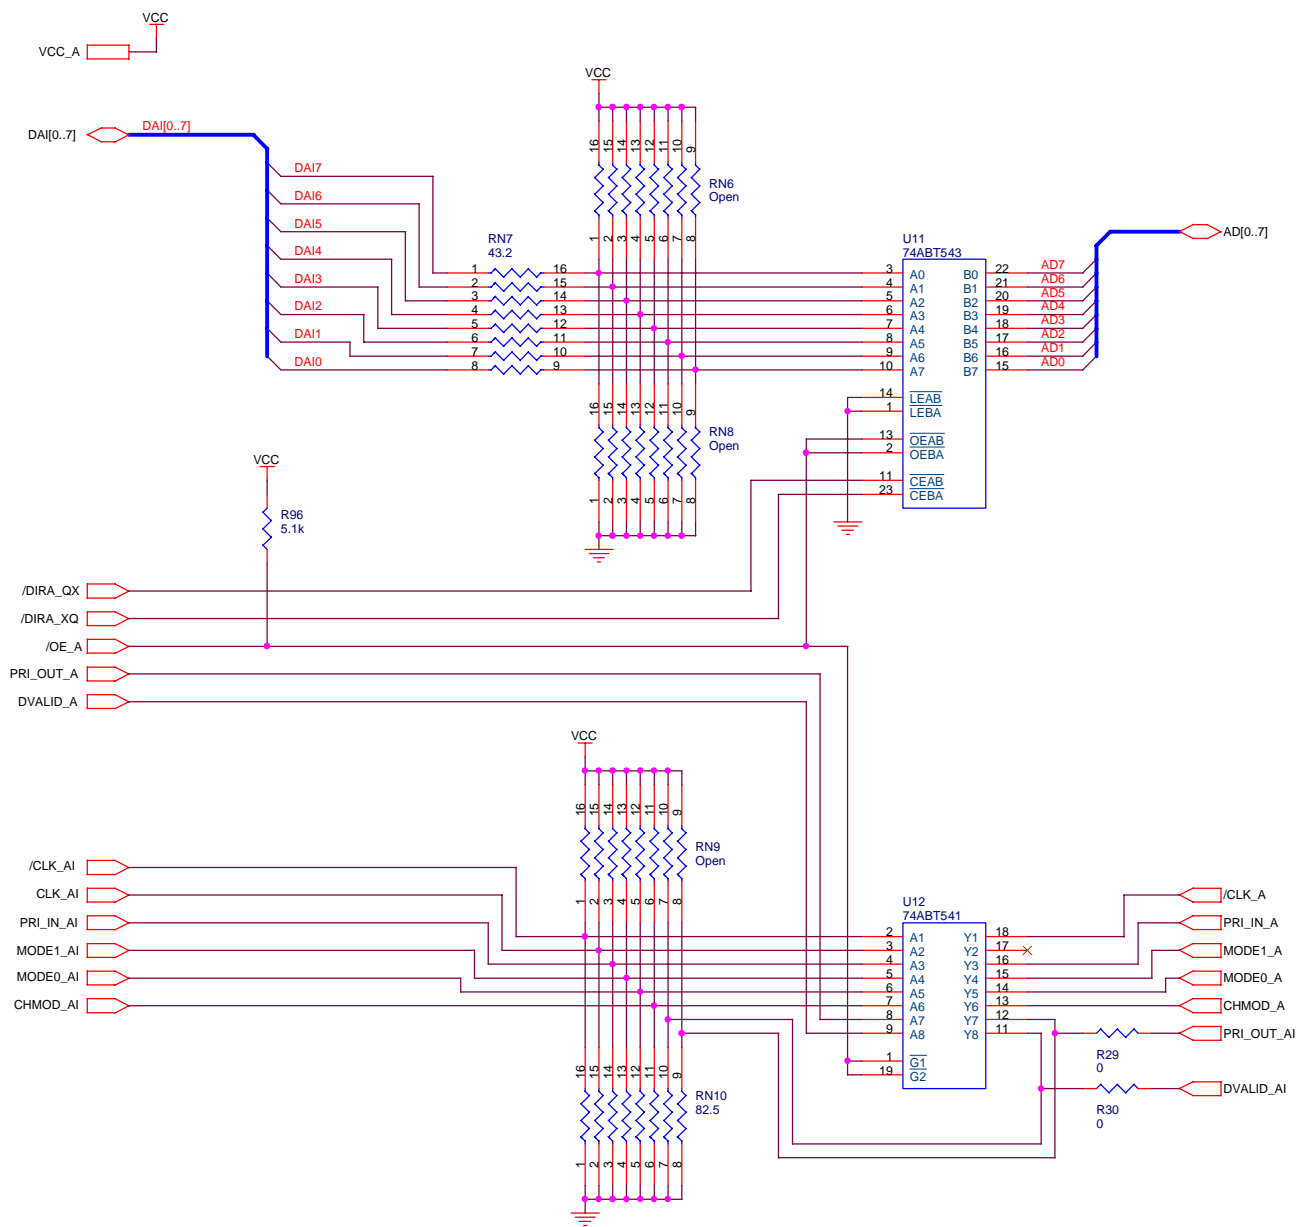 VCC
VCC_A
VCC
DAI[0..7]
DAI[0..7]
16 15 14 13 12 11 10 9
DAI7
RN6
Open
DAI6
DAI5
AD[0..7]
1 2 3 4 5 6 7 8
RN7
43.2
U11
74ABT543
DAI4
1 16 3 A0 B0 22 AD7
DAI3
2 15 4 A1 B1 21 AD6
3 14 5 A2 B2 20 AD5
DAI2
4 13 6 A3 B3 19 AD4
5 12 7 A4 B4 18 AD3
DAI1
6 11 8 A5 B5 17 AD2
7 10 9 A6 B6 16 AD1
DAI0
8 9 10 A7 B7 15 AD0
14 LEAB
1 LEBA
16 15 14 13 12 11 10 9
RN8
Open
13 OEAB
2 OEBA
VCC
11 CEAB
23 CEBA
1 2 3 4 5 6 7 8
R96
5.1k
/DIRA_QX
/DIRA_XQ
/OE_A
PRI_OUT_A
DVALID_A
VCC
16 15 14 13 12 11 10 9
RN9
Open
/CLK_AI
CLK_AI
/CLK_A
1 2 3 4 5 6 7 8
U12
74ABT541
PRI_IN_AI
PRI_IN_A
2 A1 Y1 18
MODE1_AI
3 A2 Y2 17
MODE1_A
4 A3 Y3 16
MODE0_AI
5 A4 Y4 15
MODE0_A
6 A5 Y5 14
CHMOD_AI
7 A6 Y6 13
CHMOD_A
8 A7 Y7 12
9 A8 Y8 11
PRI_OUT_AI
R29
0
1 G1
19 G2
16 15 14 13 12 11 10 9
DVALID_AI
RN10
82.5
R30
0
1 2 3 4 5 6 7 8